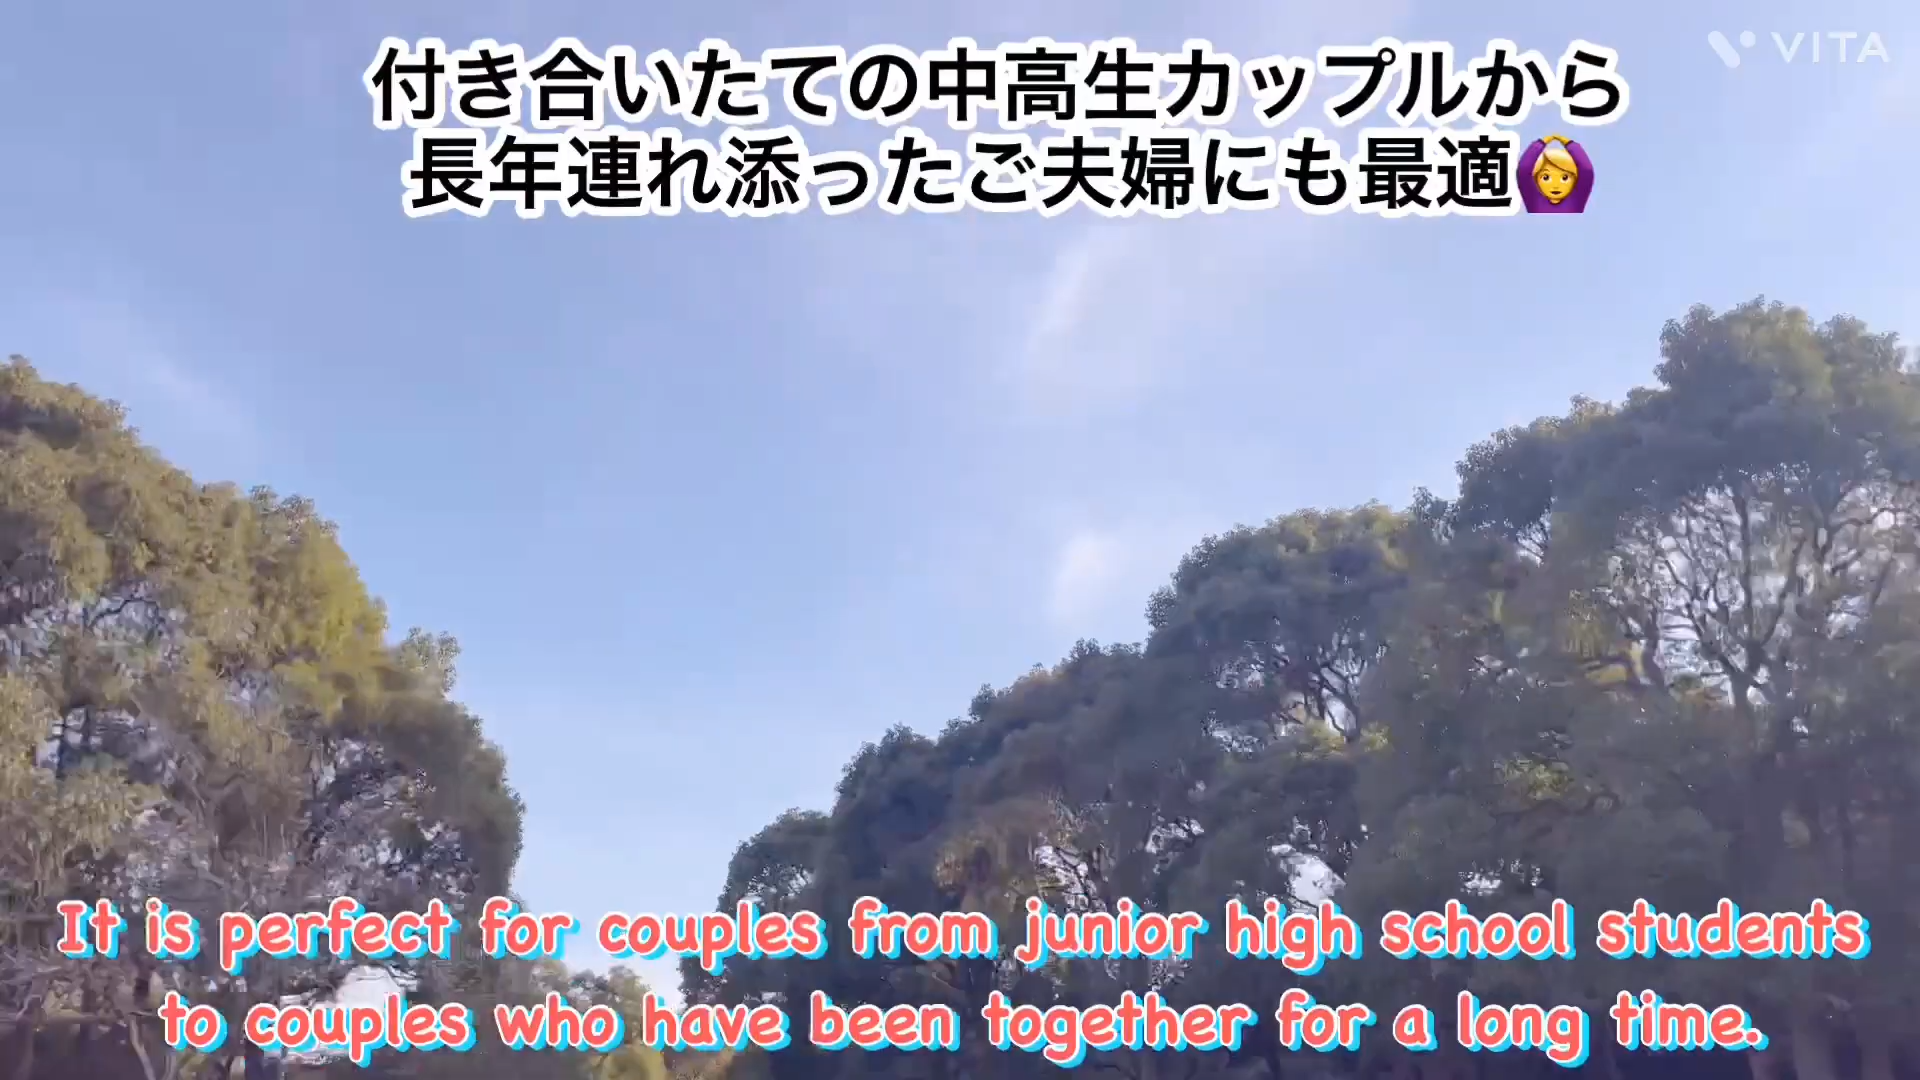 付き合いたての中高生カップルから
長年連れ添ったご夫婦にも最適🙆‍♀️
VITA
It is perfect for couples from junior high school students
to couples who have been together for a long time.